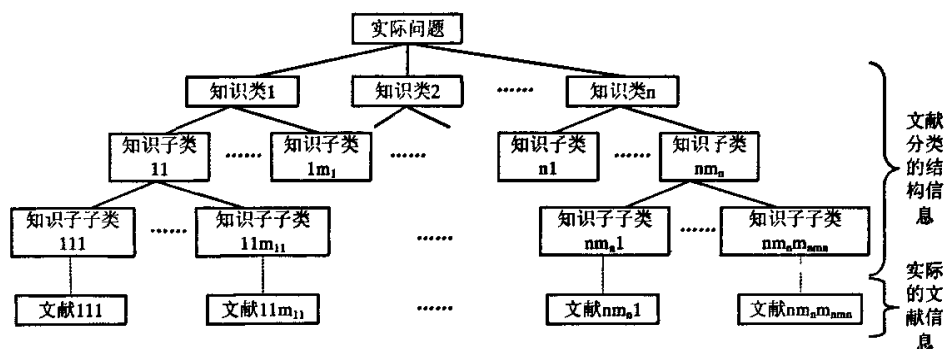 实际问题
知识类1
知识类2
......
知识类n
知识子类
11
......
知识子类
1m₁
......
知识子类
n1
......
知识子类
nmₙ
知识子子类
111
......
知识子子类
11m₁₁
......
知识子子类
nmₙ1
......
知识子子类
nmₙmₙₘₙ
文献111
文献11m₁₁
......
文献nmₙ1
文献nmₙmₙₘₙ
文献
分类
的结
构信
息
实际
的文
献信
息